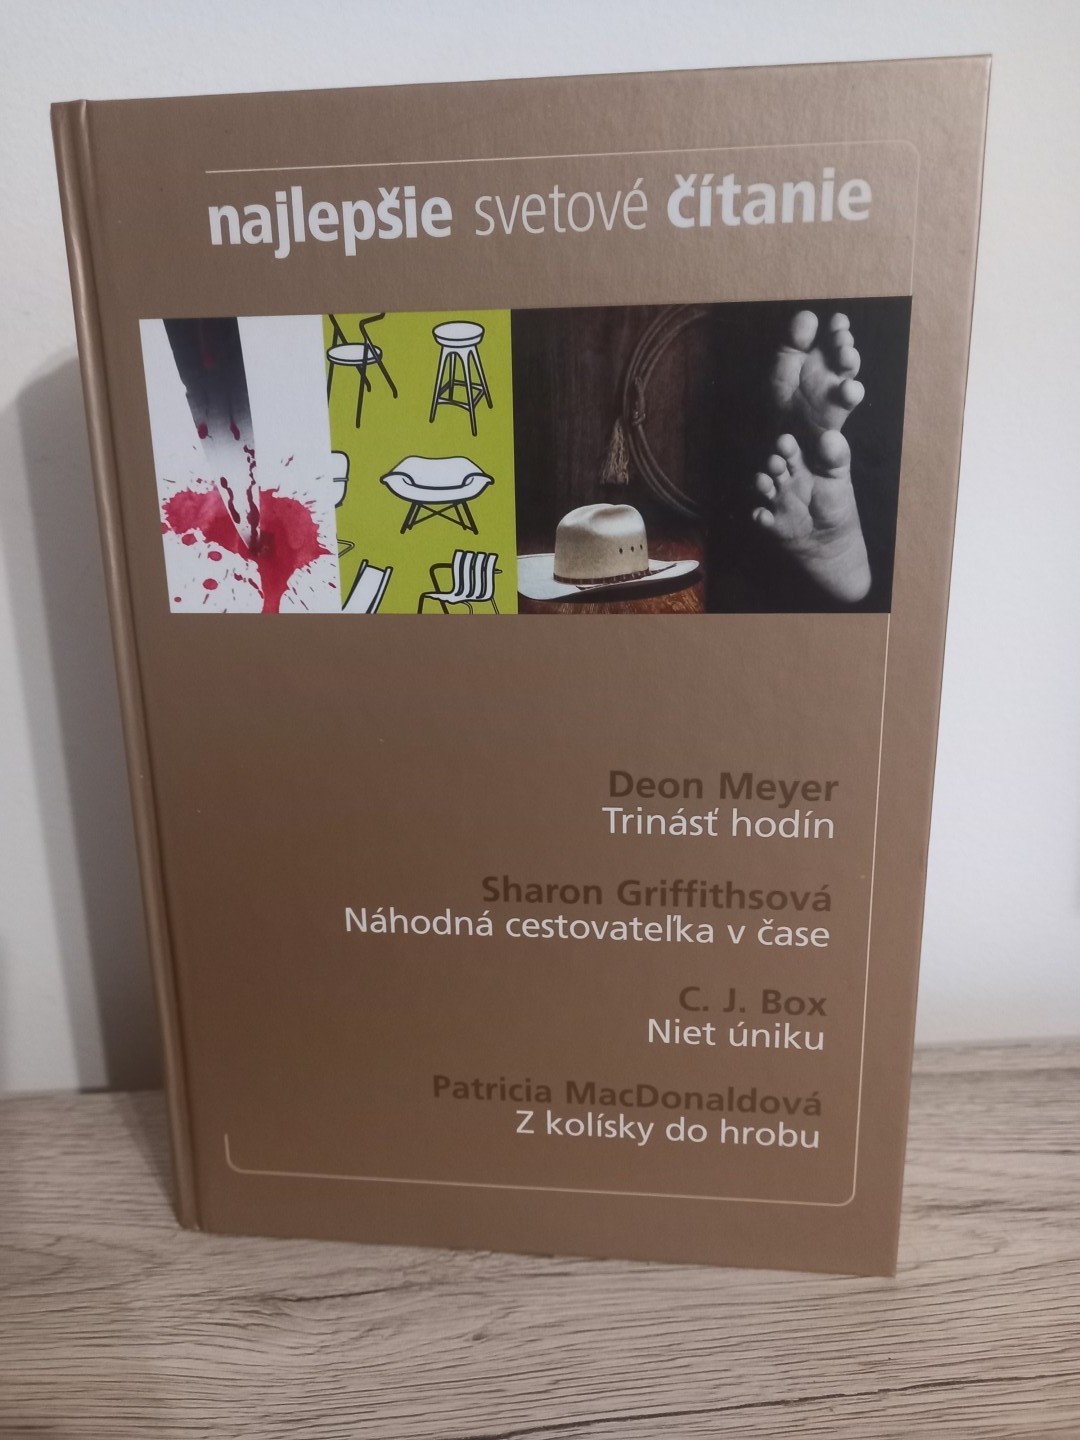 najlepšie svetové čítanie
Deon Meyer
Trinásť hodín
Sharon Griffithsová
Náhodná cestovateľka v čase
C. J. Box
Niet úniku
Patricia MacDonaldová
Z kolísky do hrobu